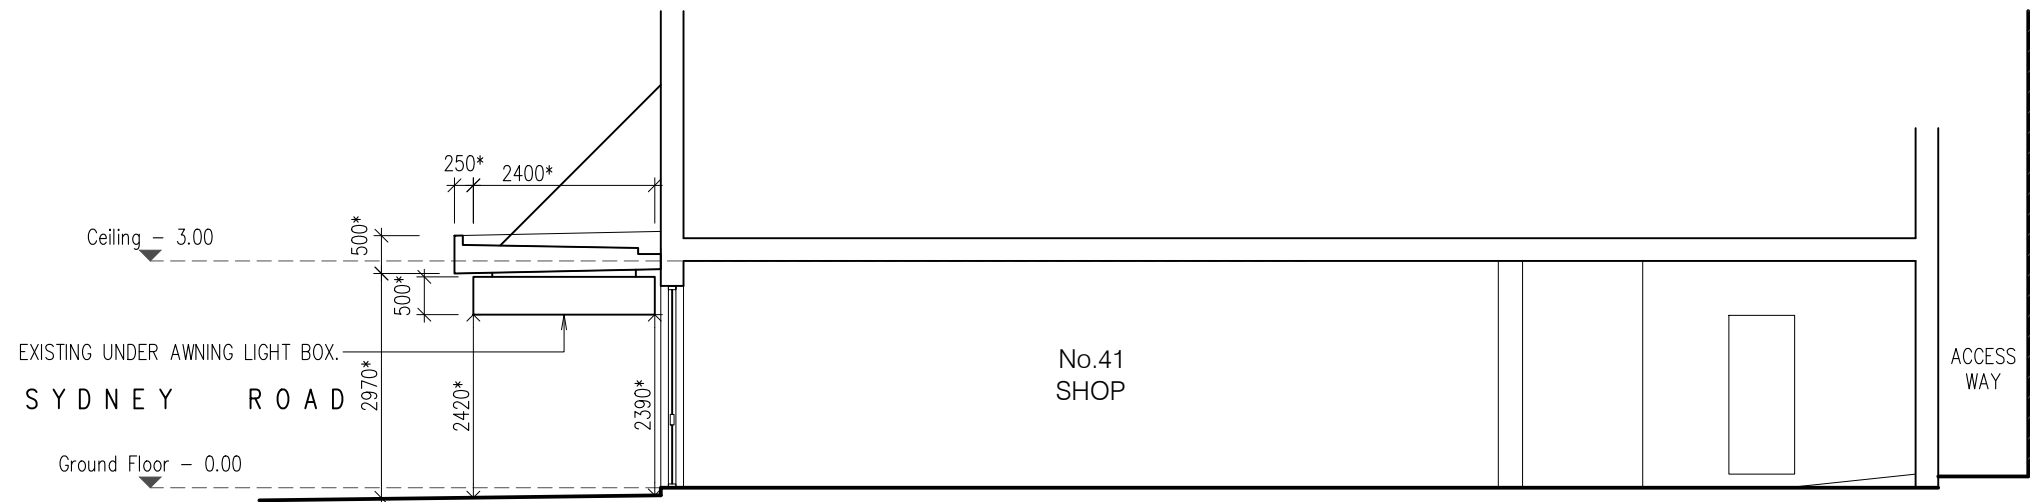 250*
2400*
Ceiling – 3.00
500*
500*
EXISTING UNDER AWNING LIGHT BOX.
SYDNEY ROAD
2970*
2420*
2390*
No.41
SHOP
ACCESS
WAY
Ground Floor – 0.00